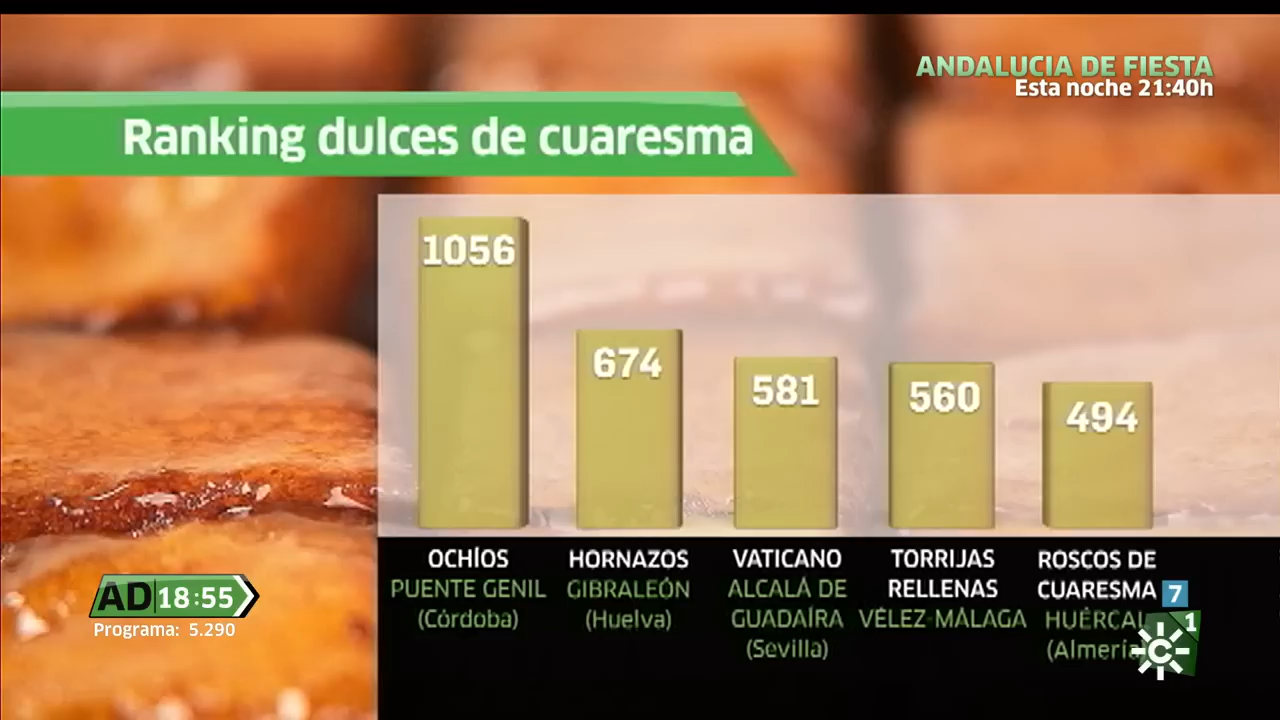 ANDALUCIA DE FIESTA
Esta noche 21:40h
Ranking dulces de cuaresma
1056
674
581
560
494
OCHÍOS
PUENTE GENIL
(Córdoba)
HORNAZOS
GIBRALEÓN
(Huelva)
VATICANO
ALCALÁ DE
GUADAÍRA
(Sevilla)
TORRIJAS
RELLENAS
VÉLEZ-MÁLAGA
ROSCOS DE
CUARESMA
HUÉRCAL
(Almería)
AD 18:55
Programa: 5.290
7
1